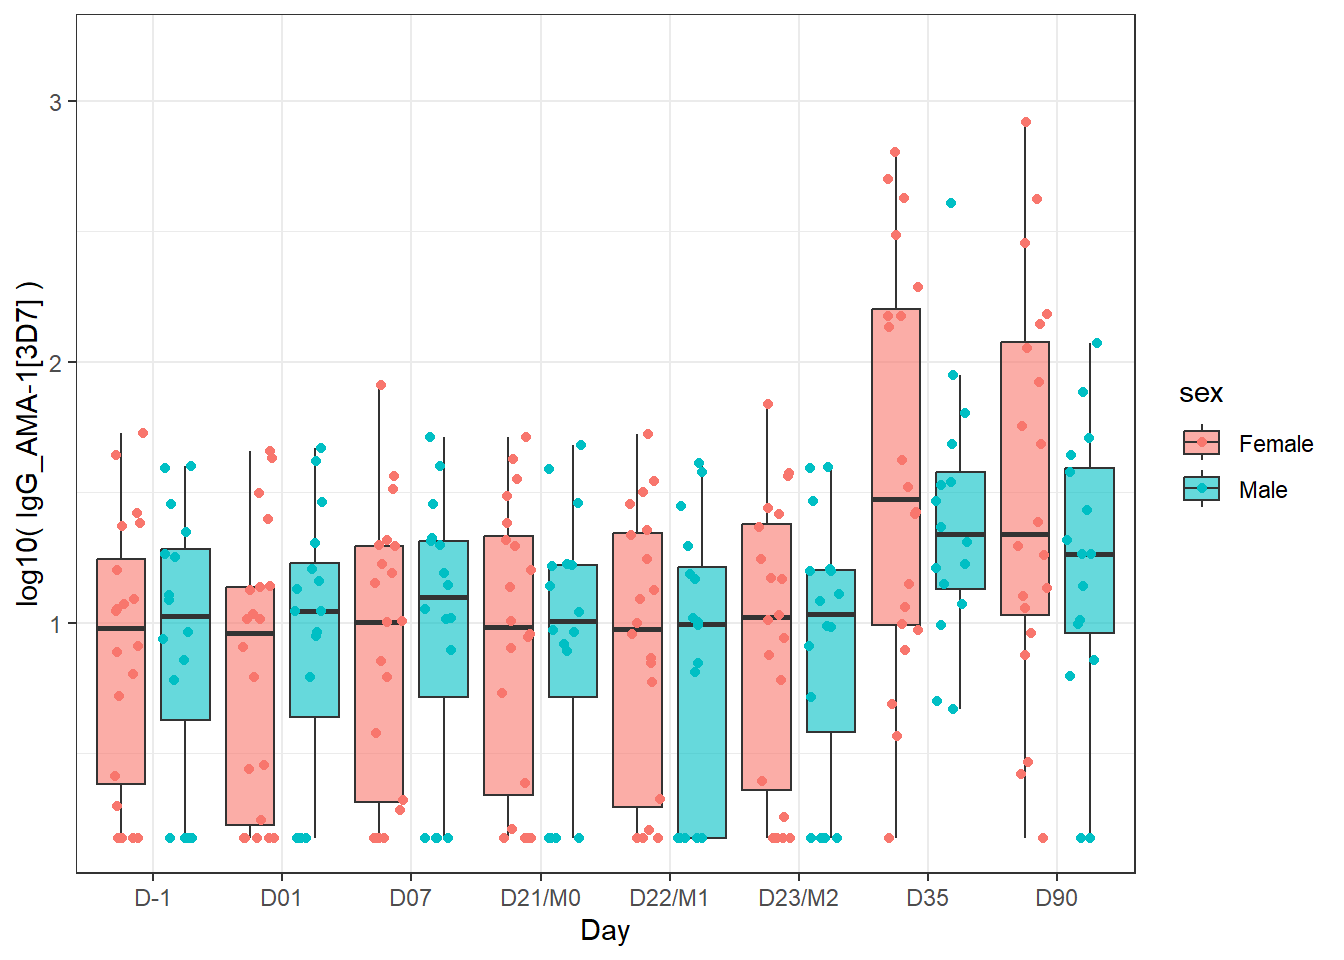 log10( IgG_AMA-1[3D7] )
3
2
1
D-1 D01 D07 D21/M0 D22/M1 D23/M2 D35 D90
Day
sex
Female
Male